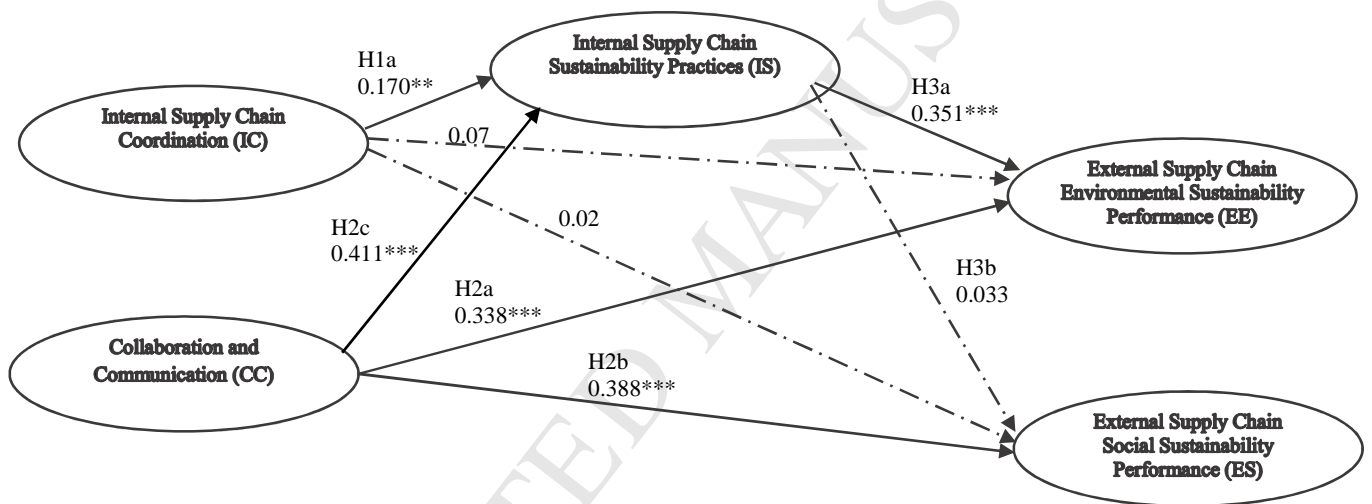 Internal Supply Chain
Sustainability Practices (IS)
H1a
0.170**
H3a
0.351***
Internal Supply Chain
Coordination (IC)
0.07
External Supply Chain
Environmental Sustainability
Performance (EE)
0.02
H2c
0.411***
H3b
0.033
H2a
0.338***
Collaboration and
Communication (CC)
H2b
0.388***
External Supply Chain
Social Sustainability
Performance (ES)
TED MANUS